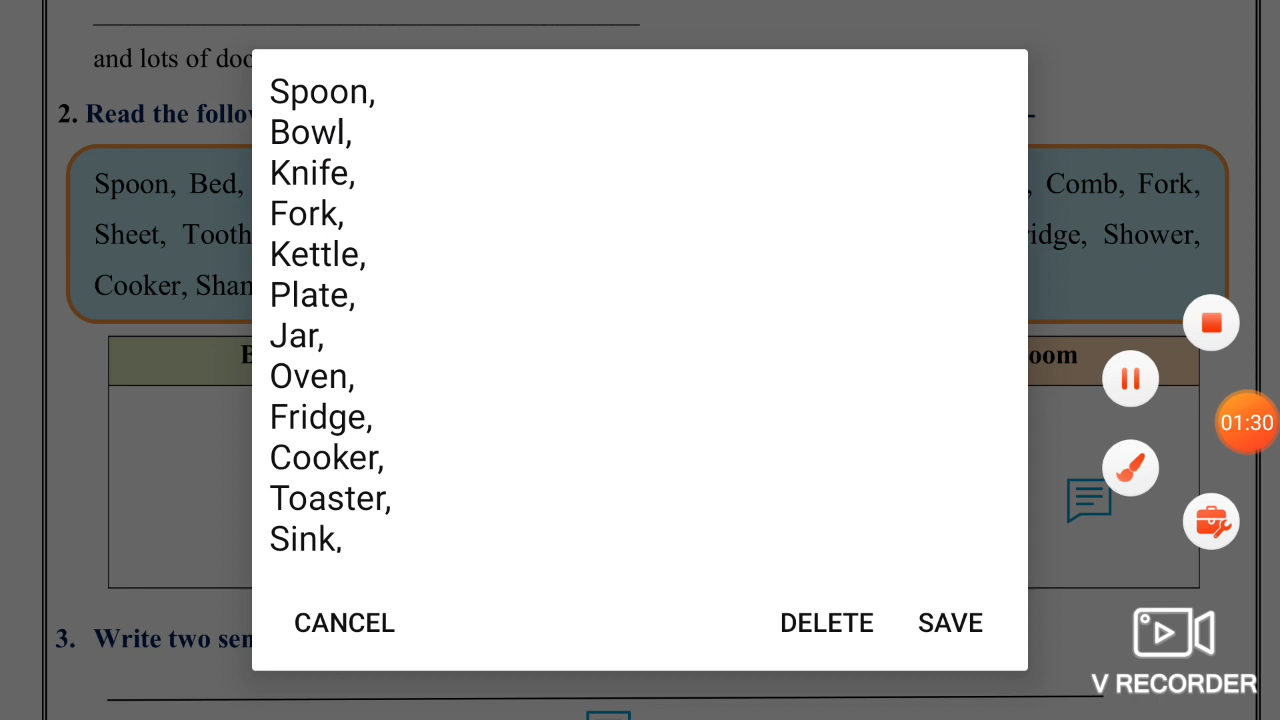 and lots of doo
2. Read the follow
Spoon, Bed,
, Comb, Fork,
Sheet, Tooth
ridge, Shower,
Cooker, Sham
B
oom
3. Write two sen
Spoon,
Bowl,
Knife,
Fork,
Kettle,
Plate,
Jar,
Oven,
Fridge,
Cooker,
Toaster,
Sink,
CANCEL
DELETE
SAVE
01:30
V RECORDER